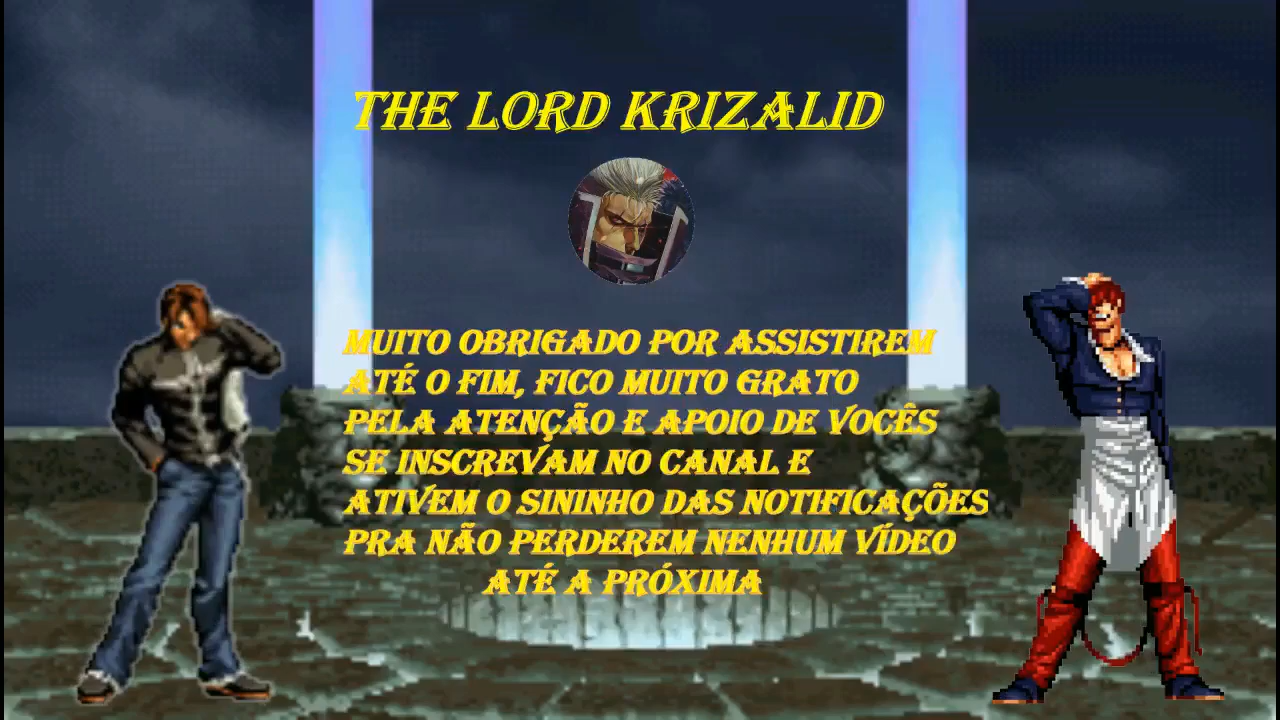 THE LORD KRIZALID
MUITO OBRIGADO POR ASSISTIREM
ATÉ O FIM, FICO MUITO GRATO
PELA ATENÇÃO E APOIO DE VOCÊS
SE INSCREVAM NO CANAL E
ATIVEM O SININHO DAS NOTIFICAÇÕES
PRA NÃO PERDEREM NENHUM VÍDEO
ATÉ A PRÓXIMA